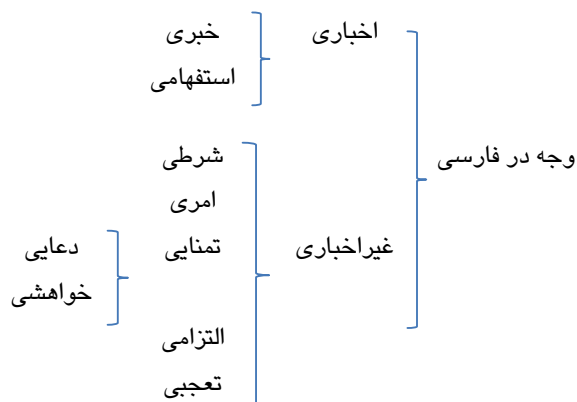 اخباری
خبری
استفهامی
وجه در فارسی
غیراخباری
شرطی
امری
تمنایی
دعایی
خواهشی
التزامی
تعجبی